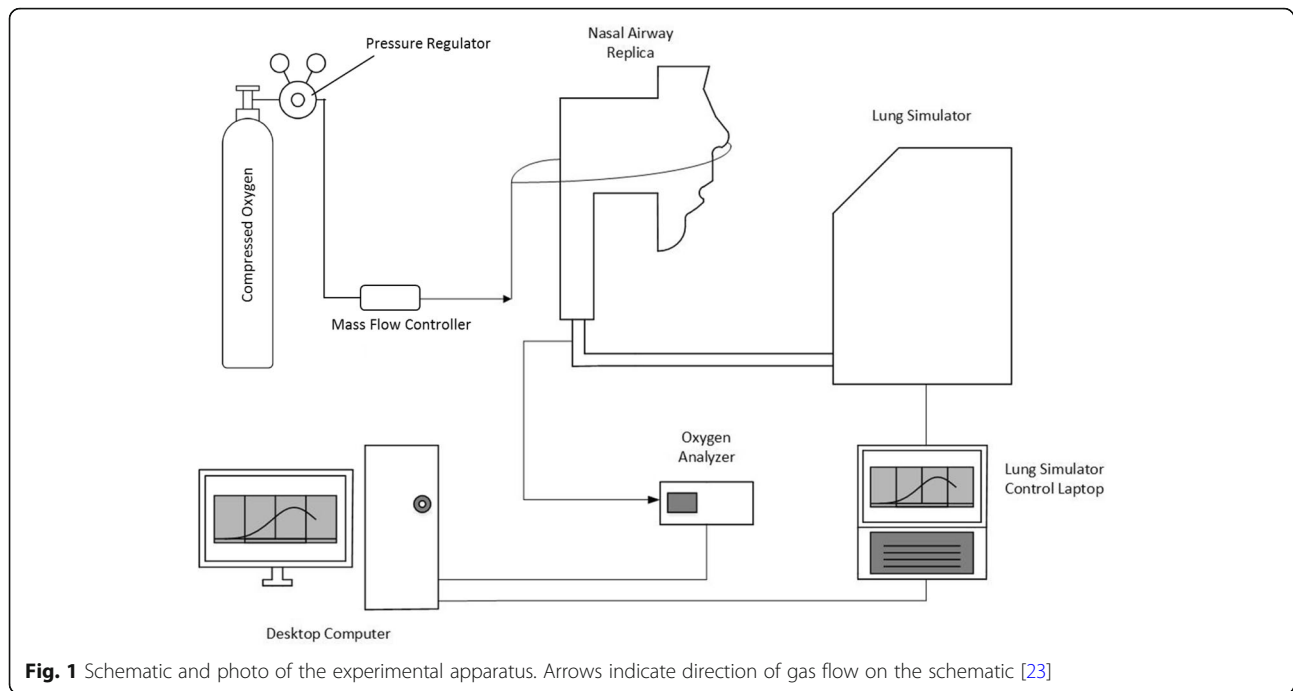 Pressure Regulator
Nasal Airway
Replica
Lung Simulator
Compressed Oxygen
Mass Flow Controller
Oxygen
Analyzer
Lung Simulator
Control Laptop
Desktop Computer
Fig. 1 Schematic and photo of the experimental apparatus. Arrows indicate direction of gas flow on the schematic [23]